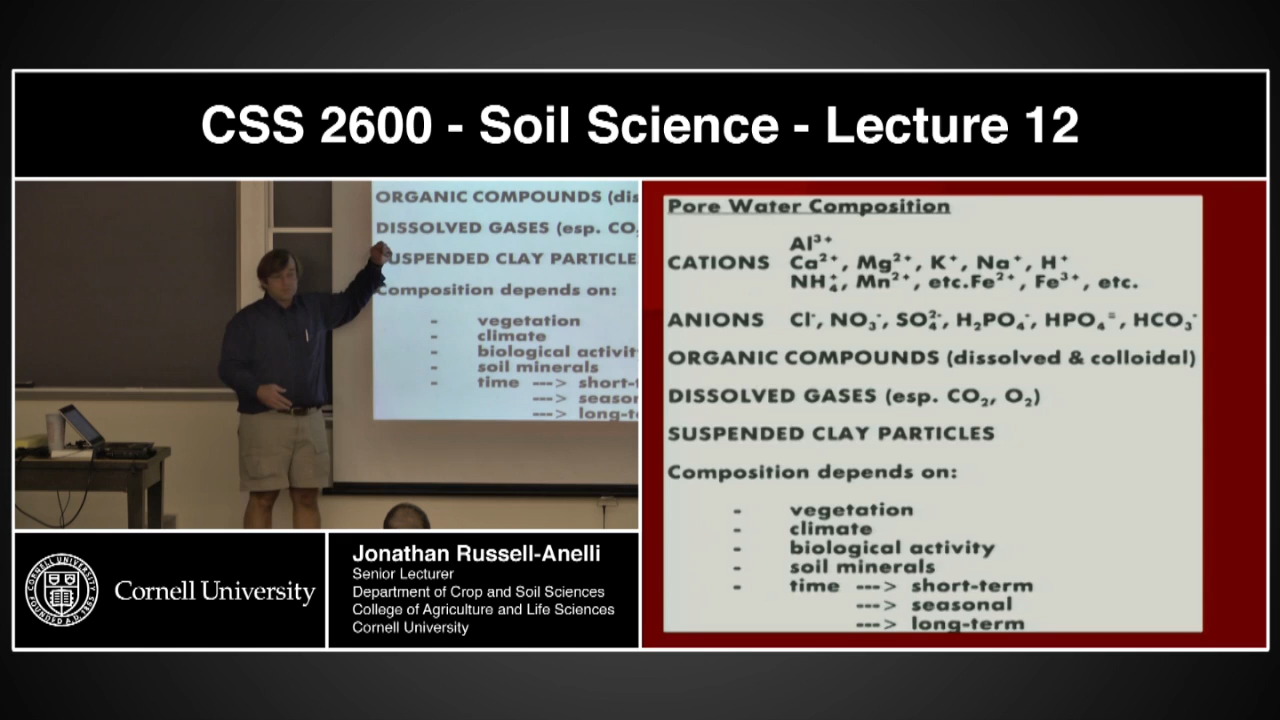 CSS 2600 - Soil Science - Lecture 12
ORGANIC COMPOUNDS (dis
DISSOLVED GASES (esp. CO
USPENDED CLAY PARTICLE
Composition depends on:
- vegetation
- climate
- biological activit
- soil minerals
- time ---> short-t
---> season
---> long-t
Pore Water Composition
Al³⁺
CATIONS Ca²⁺, Mg²⁺, K⁺, Na⁺, H⁺
NH₄⁺, Mn²⁺, etc.Fe²⁺, Fe³⁺, etc.
ANIONS Cl⁻, NO₃⁻, SO₄²⁻, H₂PO₄⁻, HPO₄⁼, HCO₃⁻
ORGANIC COMPOUNDS (dissolved & colloidal)
DISSOLVED GASES (esp. CO₂, O₂)
SUSPENDED CLAY PARTICLES
Composition depends on:
- vegetation
- climate
- biological activity
- soil minerals
- time ---> short-term
---> seasonal
---> long-term
Cornell University
Jonathan Russell-Anelli
Senior Lecturer
Department of Crop and Soil Sciences
College of Agriculture and Life Sciences
Cornell University